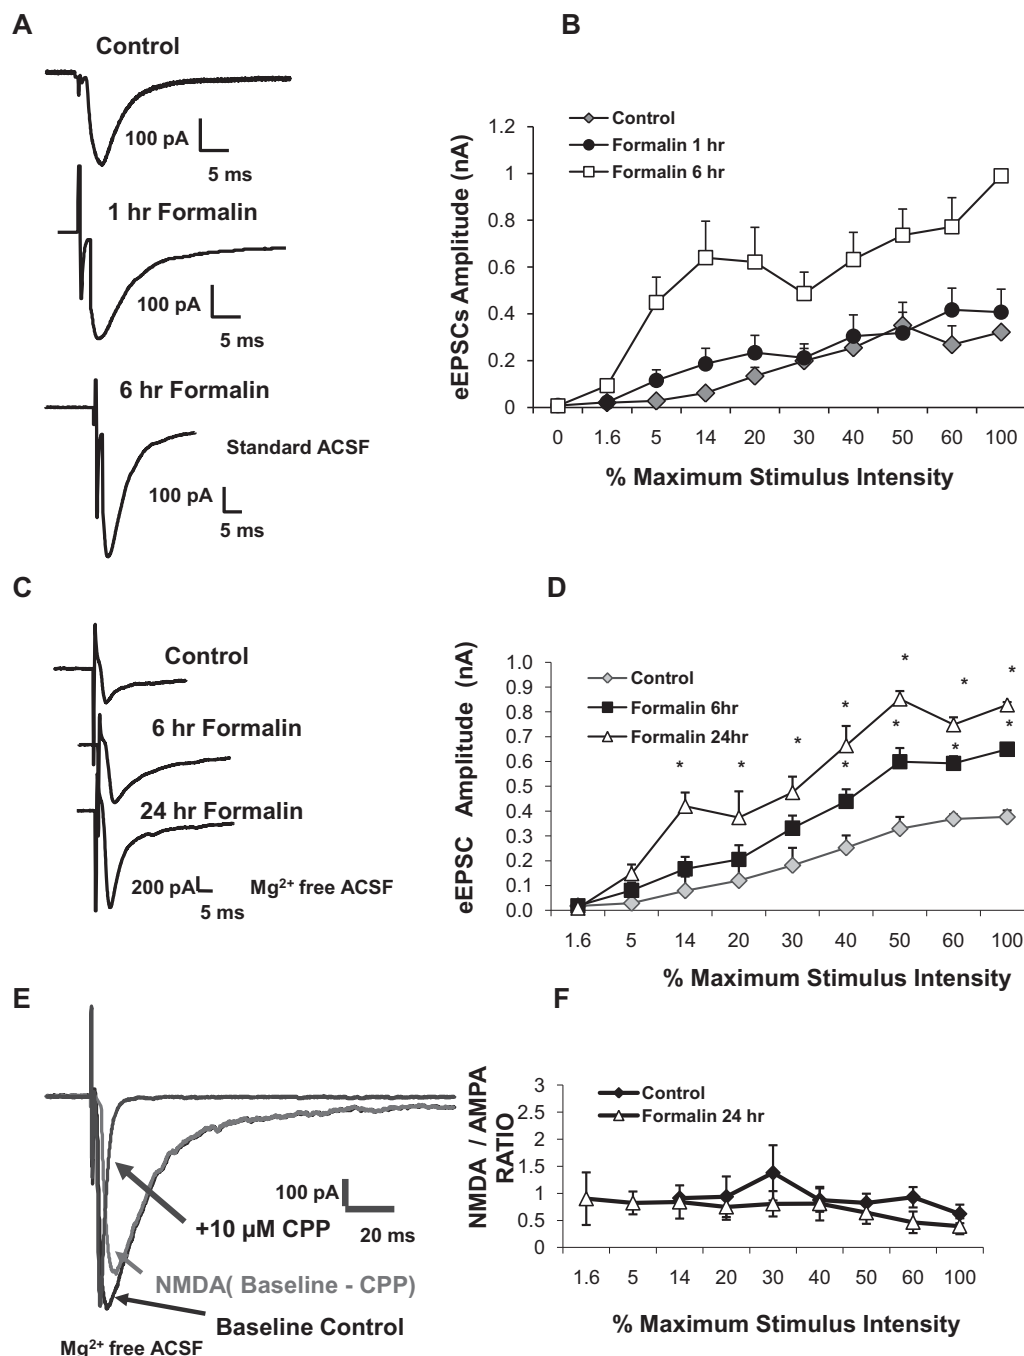 A
Control
100 pA
5 ms
1 hr Formalin
100 pA
5 ms
6 hr Formalin
Standard ACSF
100 pA
5 ms
B
Control
Formalin 1 hr
Formalin 6 hr
eEPSCs Amplitude (nA)
1.2
1
0.8
0.6
0.4
0.2
0
0 1.6 5 14 20 30 40 50 60 100
% Maximum Stimulus Intensity
C
Control
6 hr Formalin
24 hr Formalin
200 pA
5 ms
Mg²⁺ free ACSF
D
Control
Formalin 6hr
Formalin 24hr
eEPSC Amplitude (nA)
1.0
0.9
0.8
0.7
0.6
0.5
0.4
0.3
0.2
0.1
0.0
* * * * * * *
* * * *
1.6 5 14 20 30 40 50 60 100
% Maximum Stimulus Intensity
E
100 pA
20 ms
+10 µM CPP
NMDA( Baseline - CPP)
Baseline Control
Mg²⁺ free ACSF
F
Control
Formalin 24 hr
NMDA / AMPA
RATIO
3
2.5
2
1.5
1
0.5
0
1.6 5 14 20 30 40 50 60 100
% Maximum Stimulus Intensity